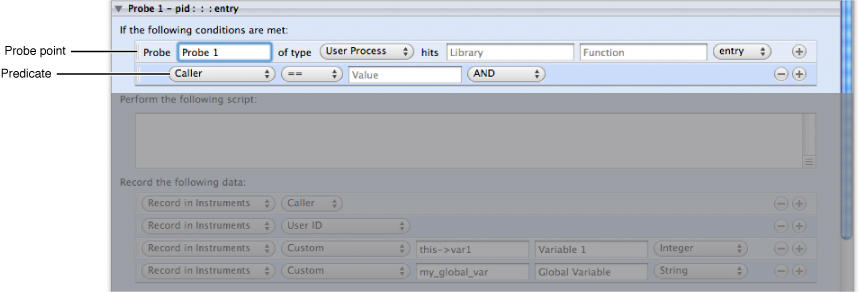 Probe 1 - pid : : : entry
If the following conditions are met:
Probe point
Probe Probe 1 of type User Process hits Library Function entry
Predicate
Caller == Value AND
Perform the following script:
Record the following data:
Record in Instruments Caller
Record in Instruments User ID
Record in Instruments Custom this->var1 Variable 1 Integer
Record in Instruments Custom my_global_var Global Variable String